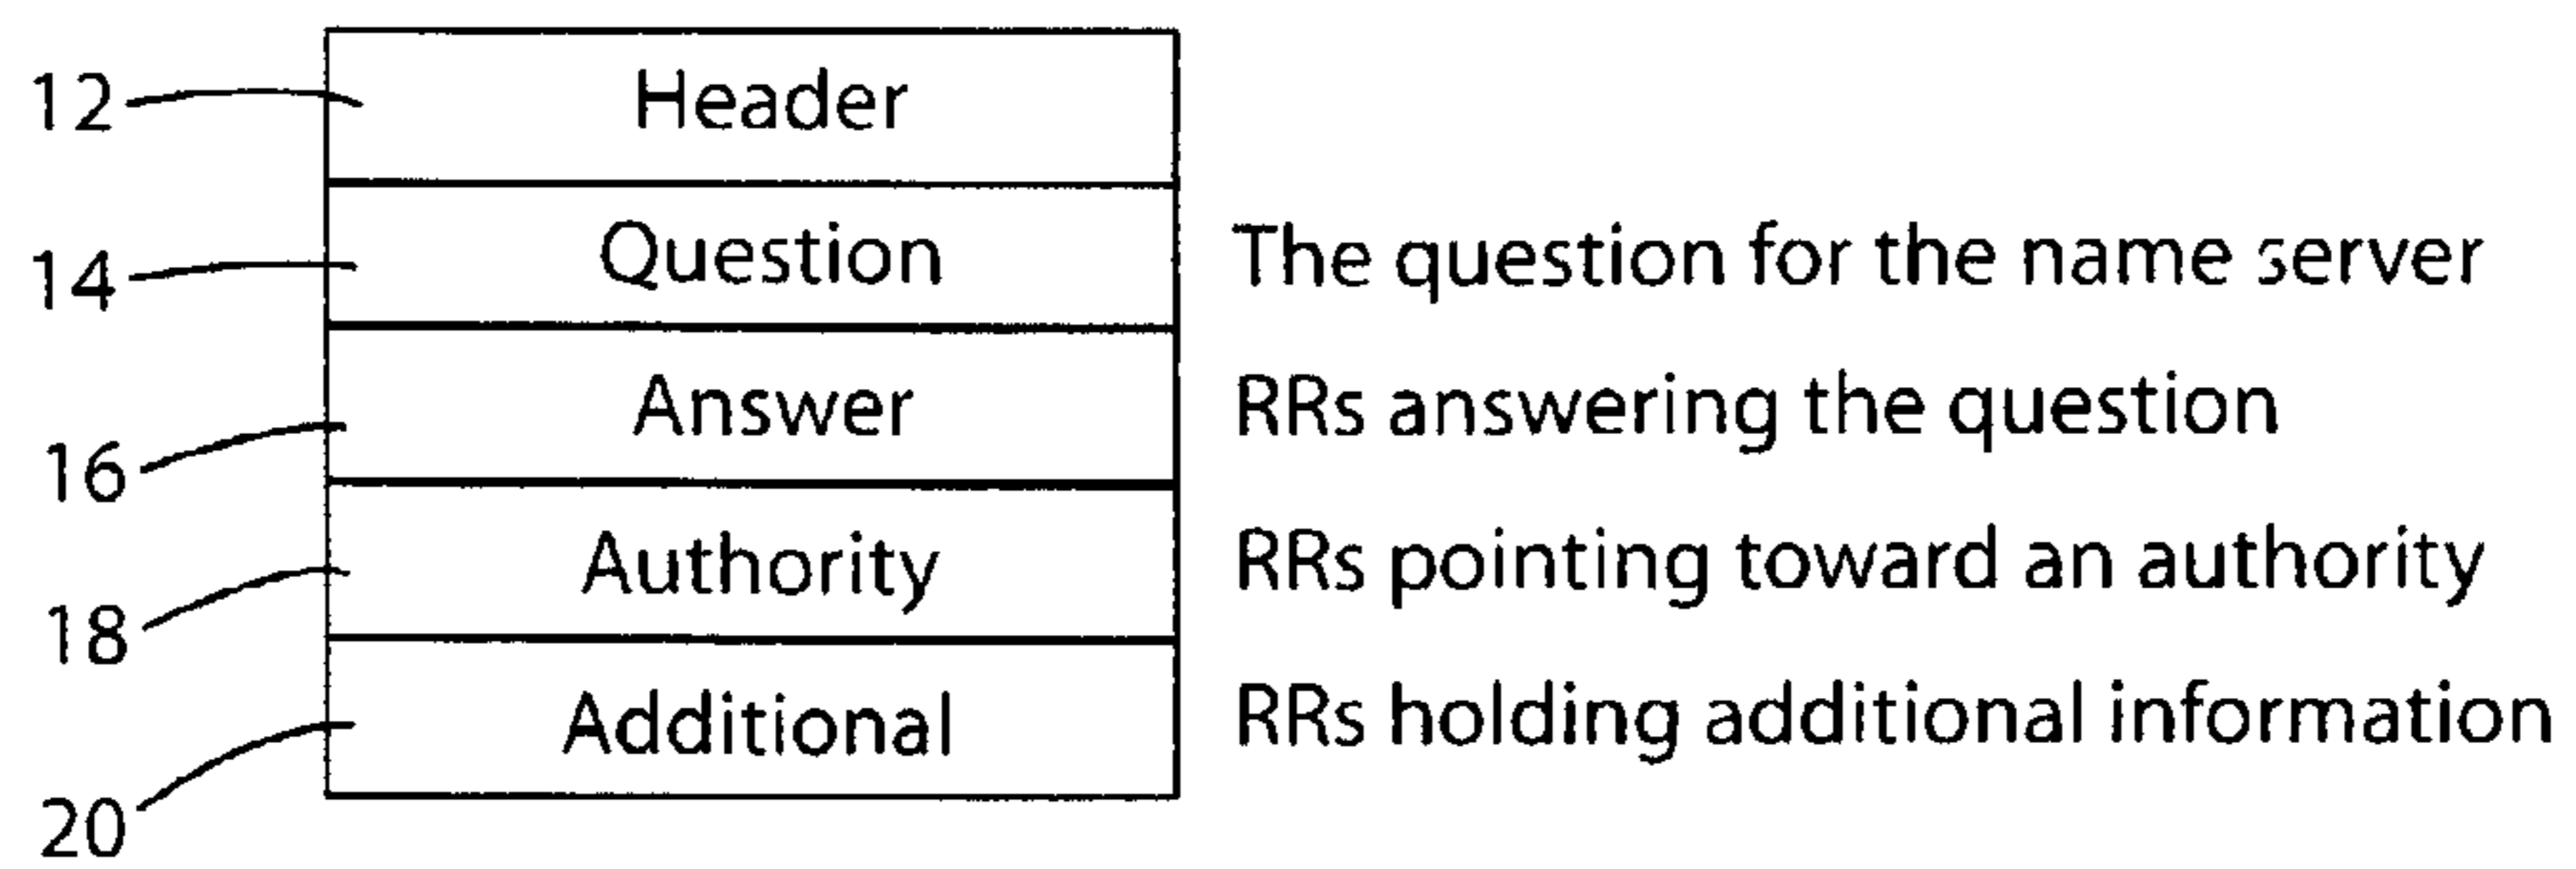 12 Header
14 Question The question for the name server
16 Answer RRs answering the question
18 Authority RRs pointing toward an authority
20 Additional RRs holding additional information